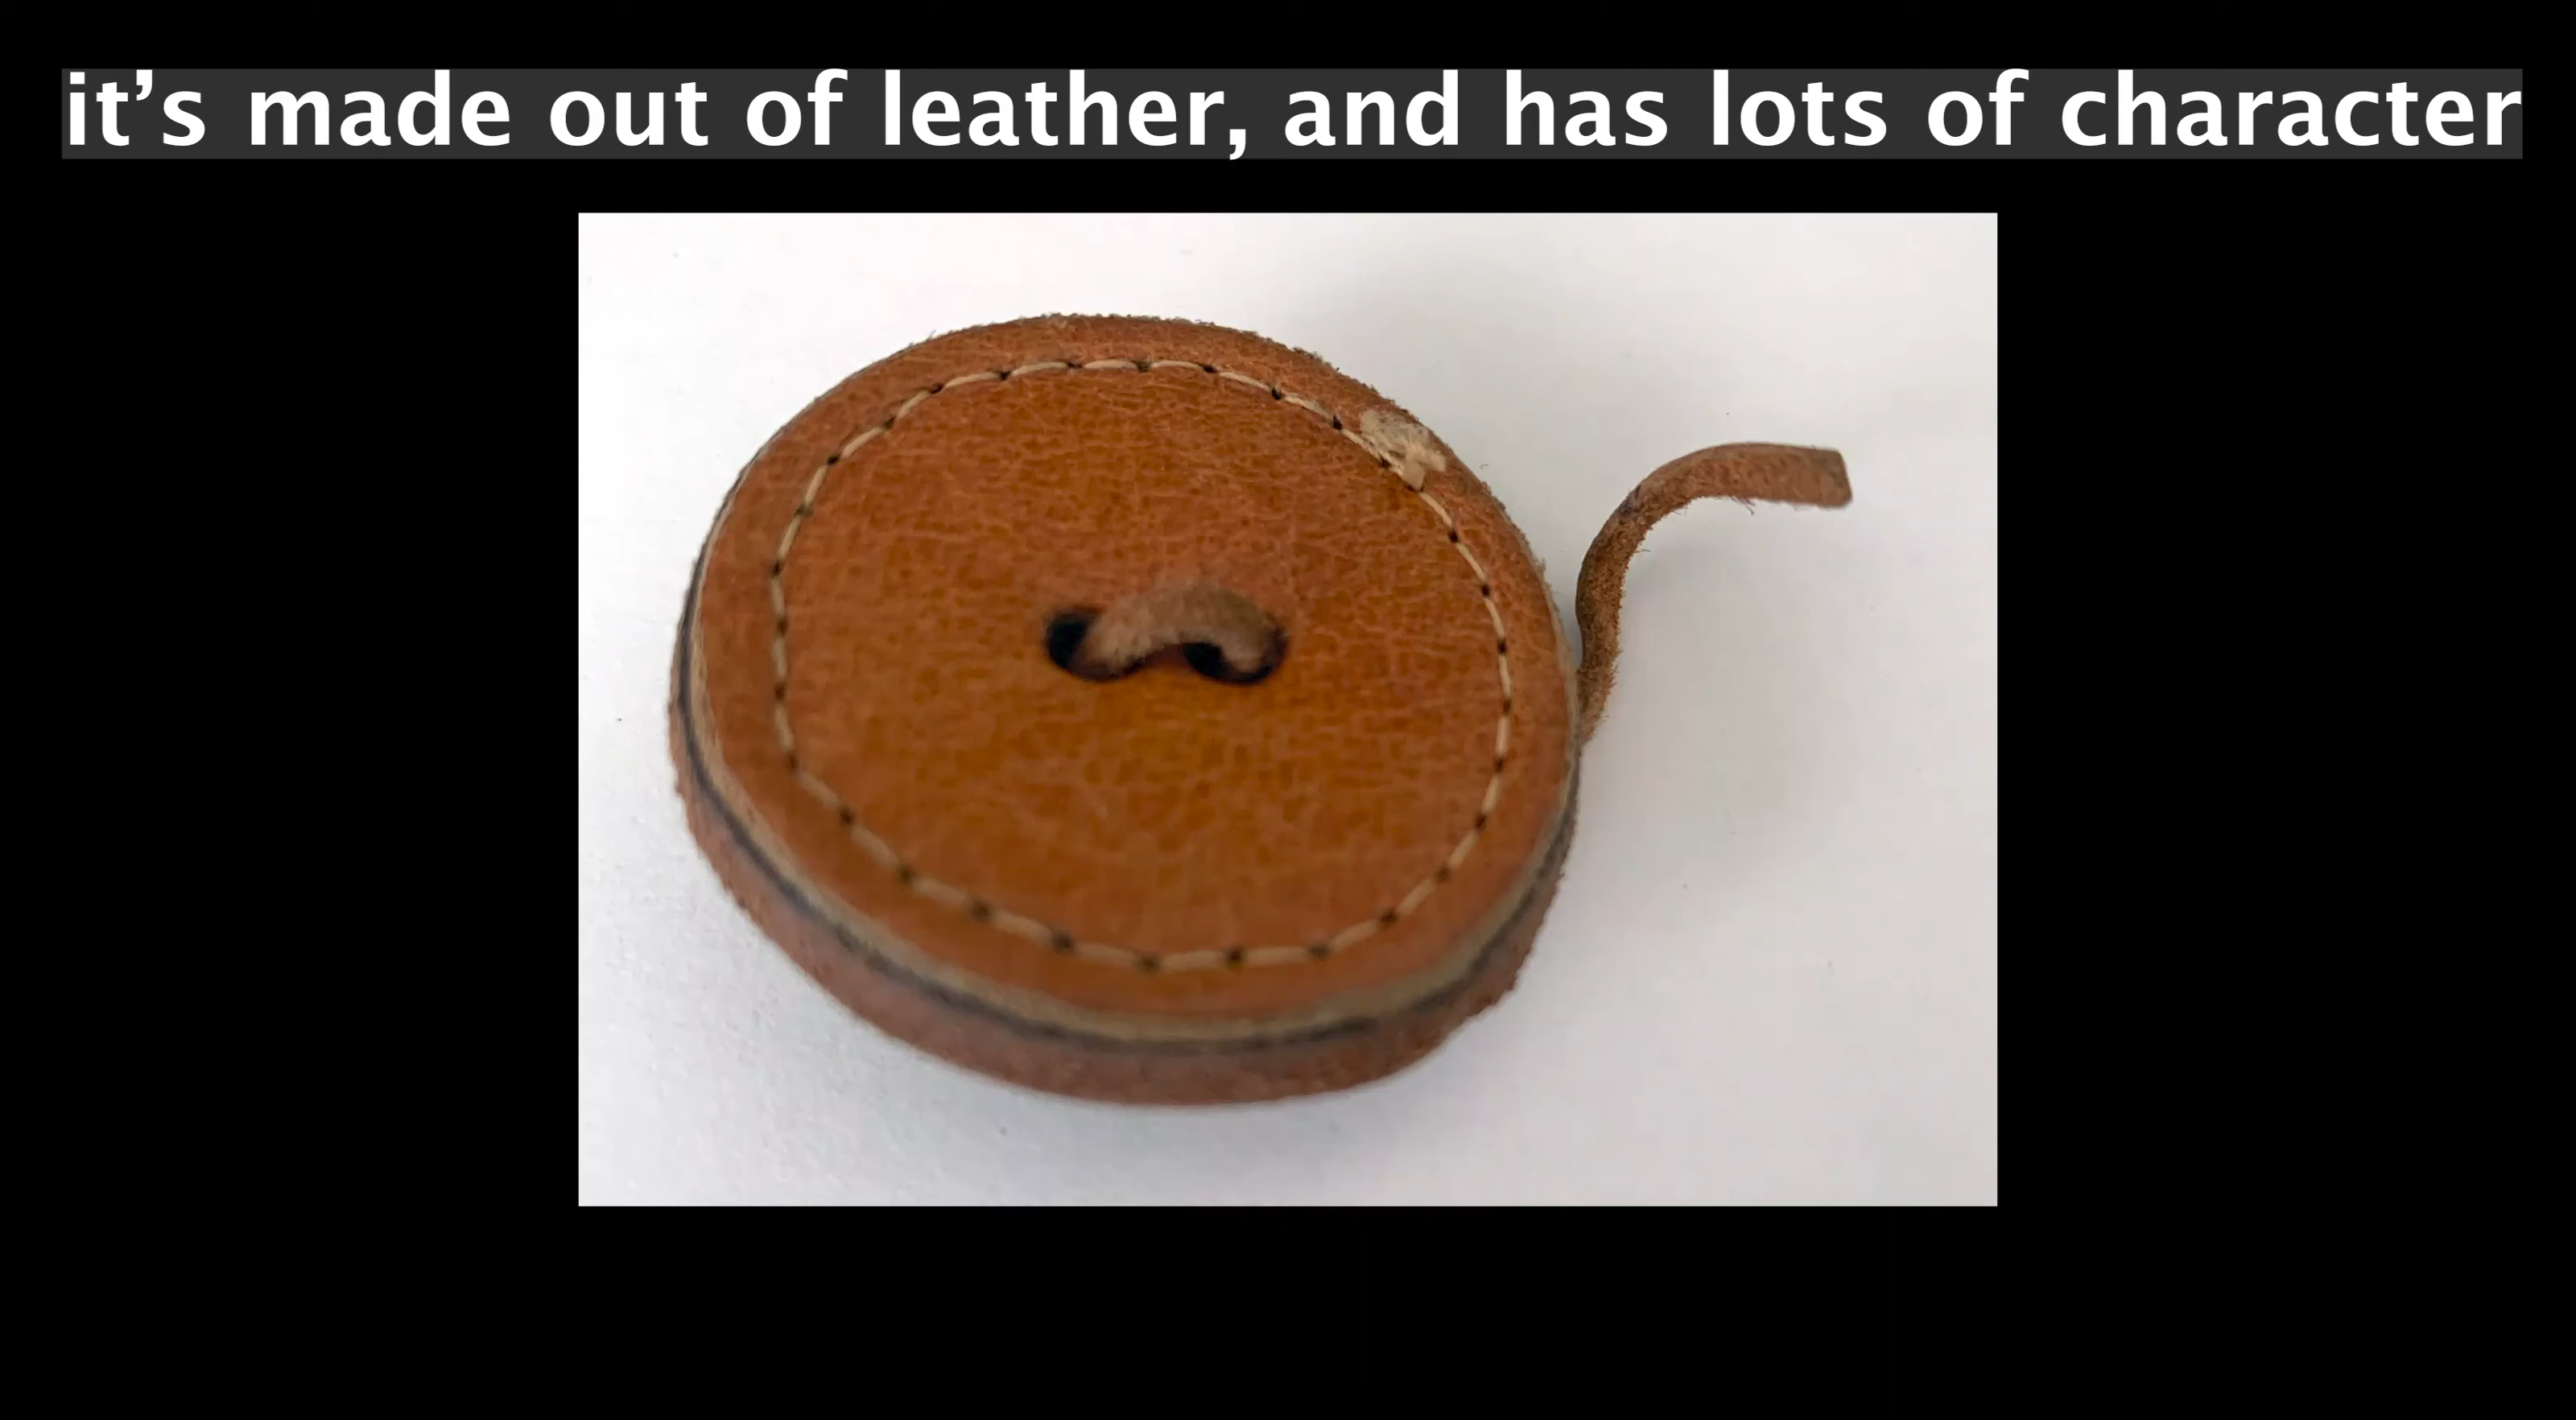 it’s made out of leather, and has lots of character